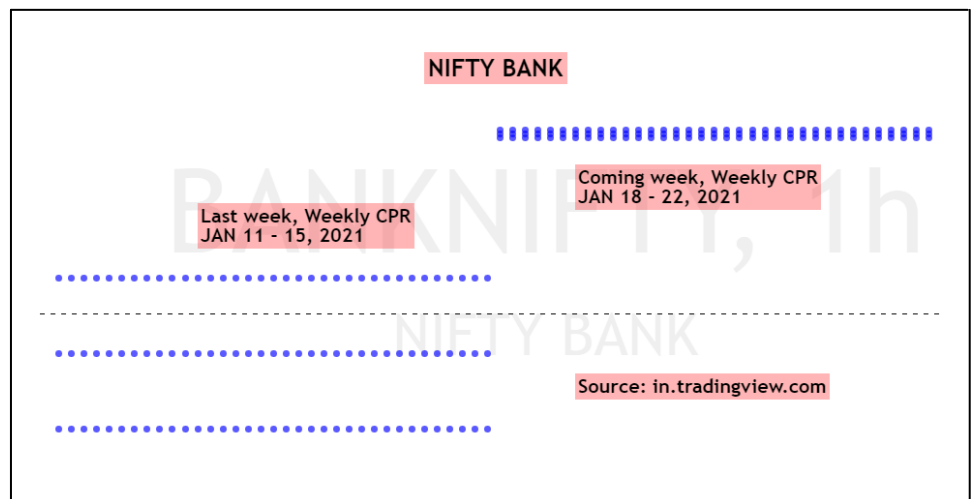 NIFTY BANK
BANKNIFTY, 1h
Coming week, Weekly CPR
JAN 18 - 22, 2021
Last week, Weekly CPR
JAN 11 - 15, 2021
NIFTY BANK
Source: in.tradingview.com